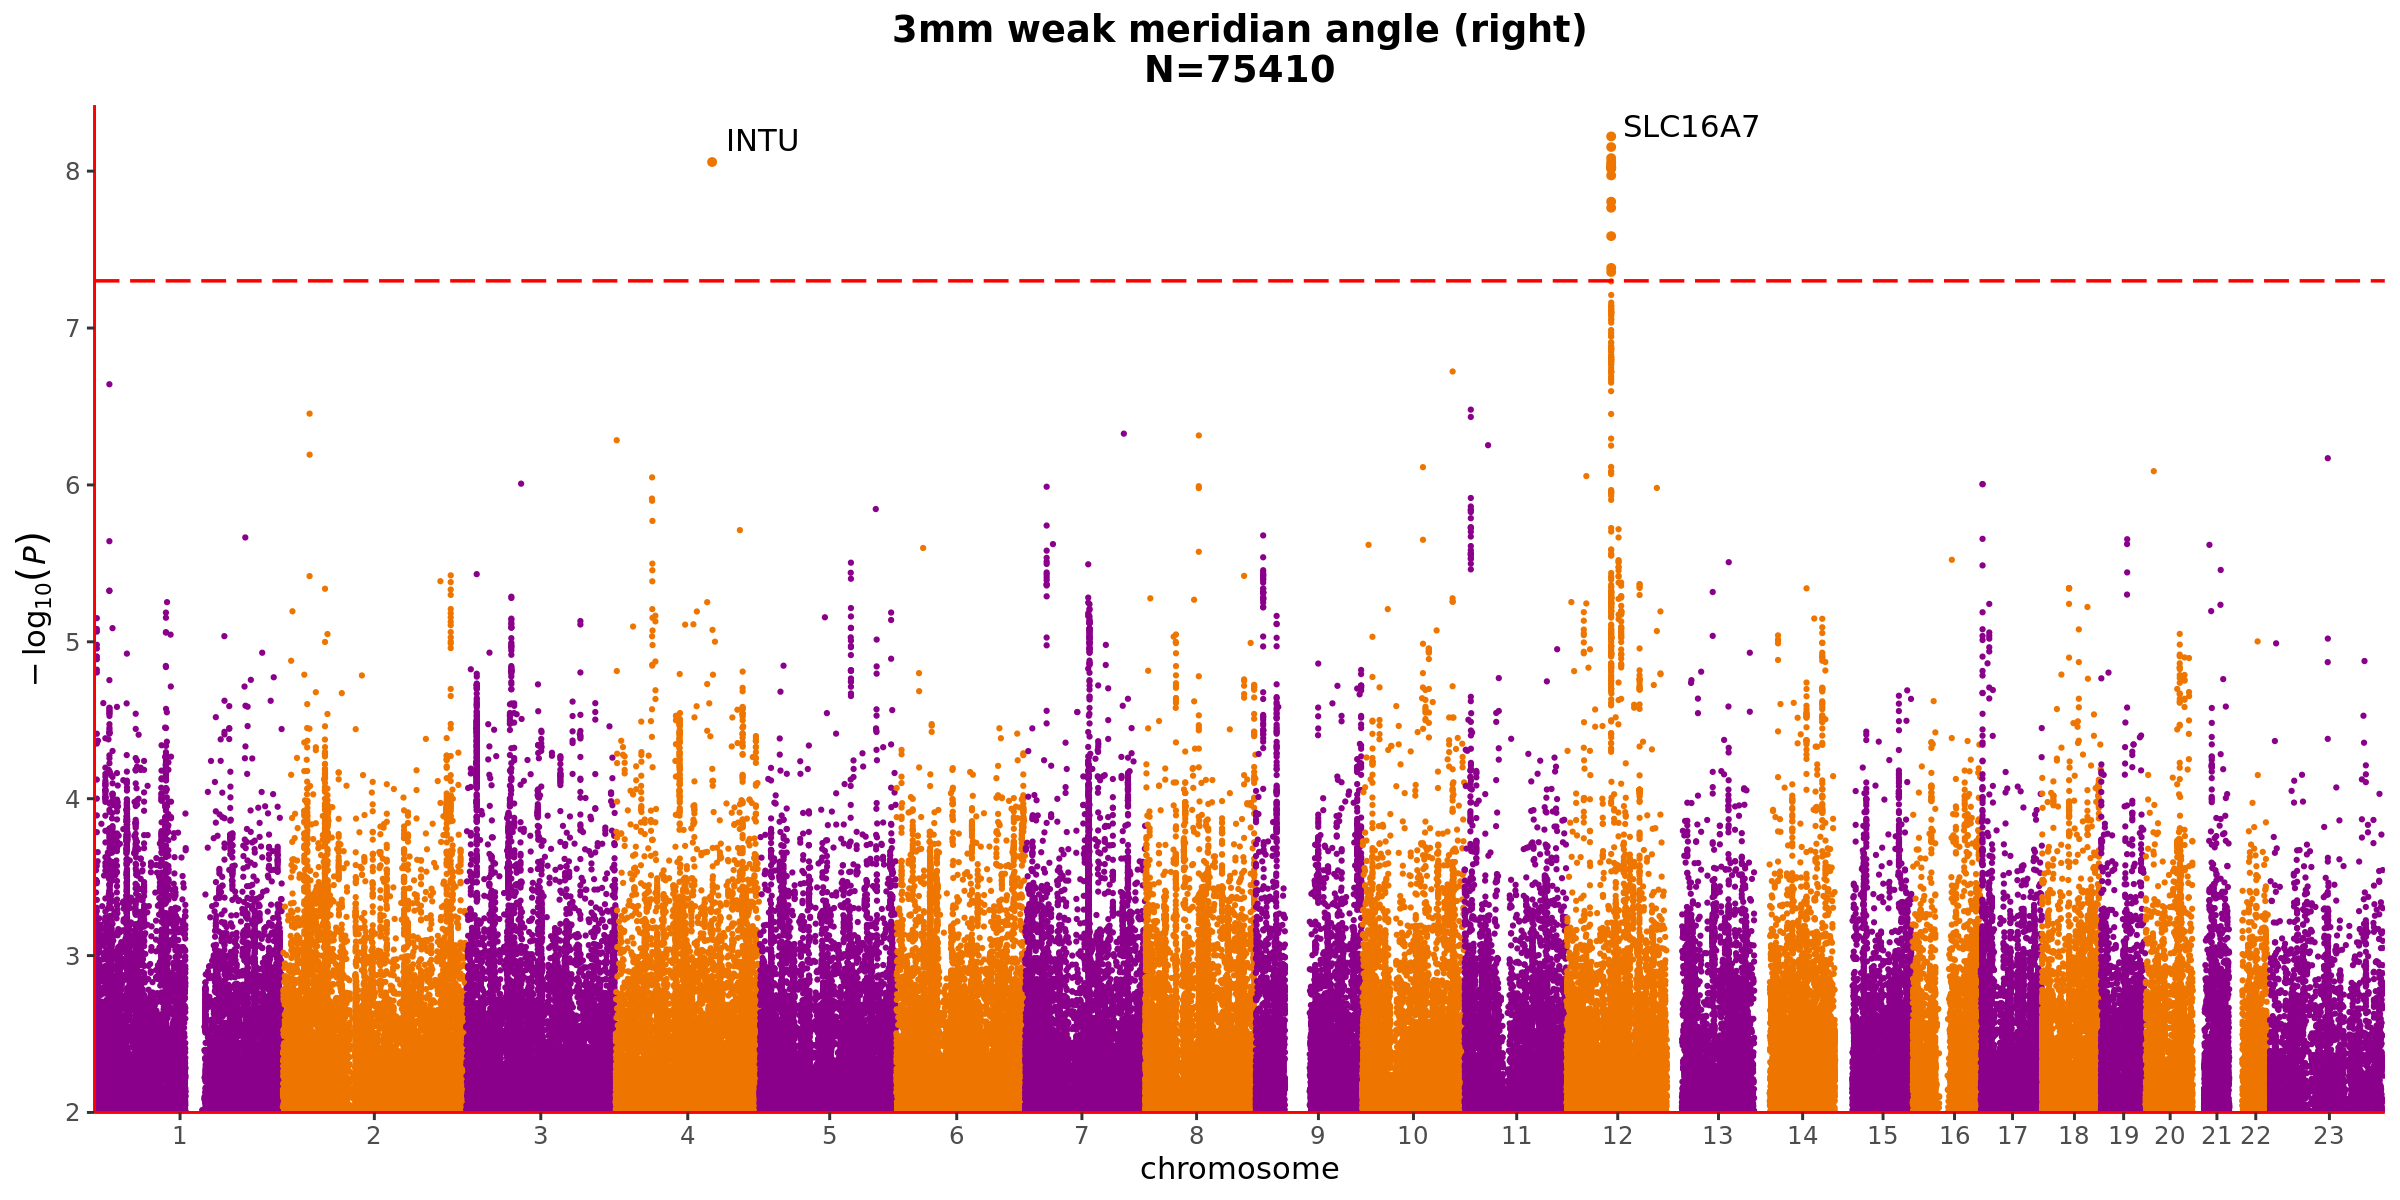 3mm weak meridian angle (right)
N=75410
INTU
SLC16A7
8
7
6
5
4
3
2
−log10(P)
1 2 3 4 5 6 7 8 9 10 11 12 13 14 15 16 17 18 19 20 21 22 23
chromosome